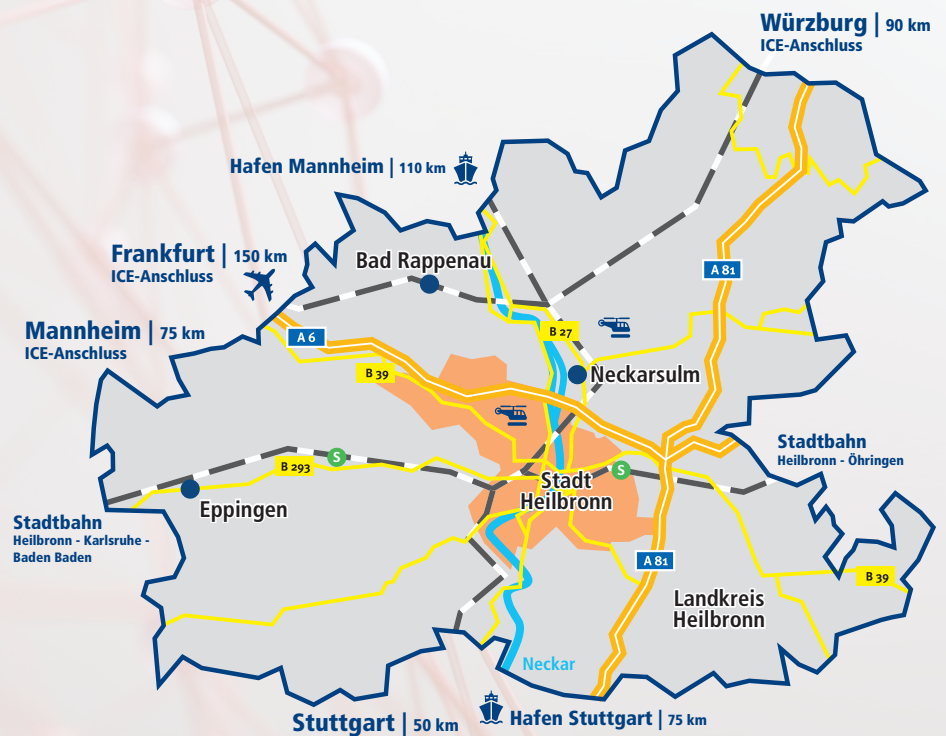 Würzburg | 90 km
ICE-Anschluss
Hafen Mannheim | 110 km
Frankfurt | 150 km
ICE-Anschluss
Bad Rappenau
A 81
Mannheim | 75 km
ICE-Anschluss
A 6
B 27
B 39
Neckarsulm
Stadtbahn
Heilbronn - Öhringen
S
B 293
S
Stadt
Heilbronn
Eppingen
Stadtbahn
Heilbronn - Karlsruhe -
Baden Baden
A 81
B 39
Landkreis
Heilbronn
Neckar
Stuttgart | 50 km
Hafen Stuttgart | 75 km